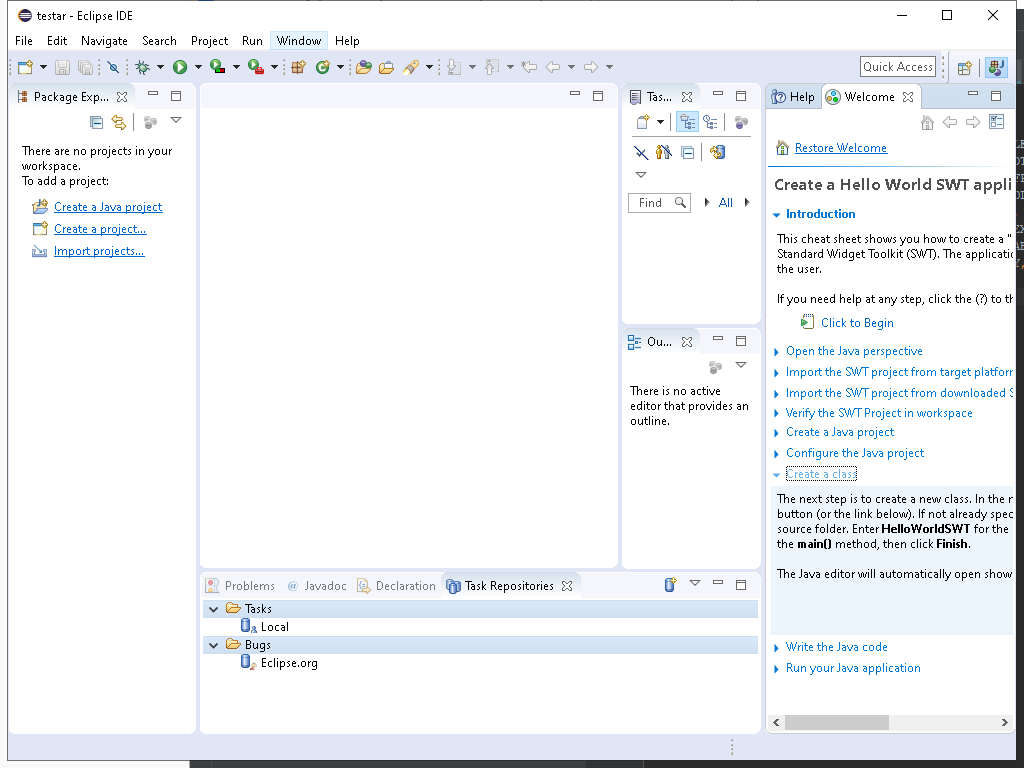 testar - Eclipse IDE
File Edit Navigate Search Project Run Window Help
Quick Access
Package Exp...
There are no projects in your
workspace.
To add a project:
Create a Java project
Create a project...
Import projects...
Tas...
Find
All
Ou...
There is no active
editor that provides an
outline.
Problems @ Javadoc Declaration Task Repositories
Tasks
Local
Bugs
Eclipse.org
Help Welcome
Restore Welcome
Create a Hello World SWT appli
Introduction
This cheat sheet shows you how to create a "
Standard Widget Toolkit (SWT). The applicatio
the user.
If you need help at any step, click the (?) to th
Click to Begin
Open the Java perspective
Import the SWT project from target platforr
Import the SWT project from downloaded S
Verify the SWT Project in workspace
Create a Java project
Configure the Java project
Create a class
The next step is to create a new class. In the r
button (or the link below). If not already spec
source folder. Enter HelloWorldSWT for the
the main() method, then click Finish.
The Java editor will automatically open show
Write the Java code
Run your Java application